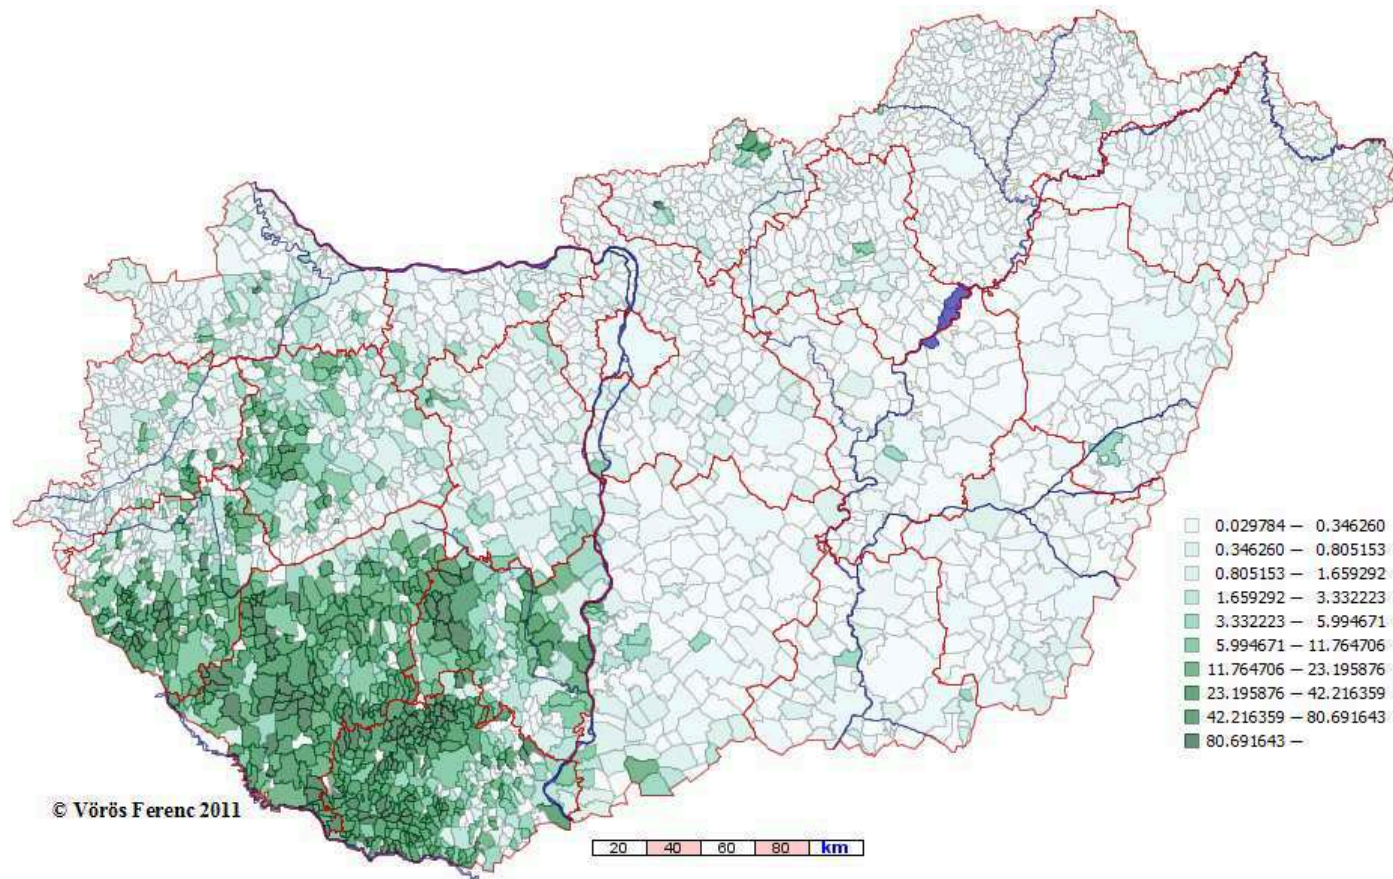 0.029784 — 0.346260
0.346260 — 0.805153
0.805153 — 1.659292
1.659292 — 3.332223
3.332223 — 5.994671
5.994671 — 11.764706
11.764706 — 23.195876
23.195876 — 42.216359
42.216359 — 80.691643
80.691643 —
© Vörös Ferenc 2011
20 40 60 80 km